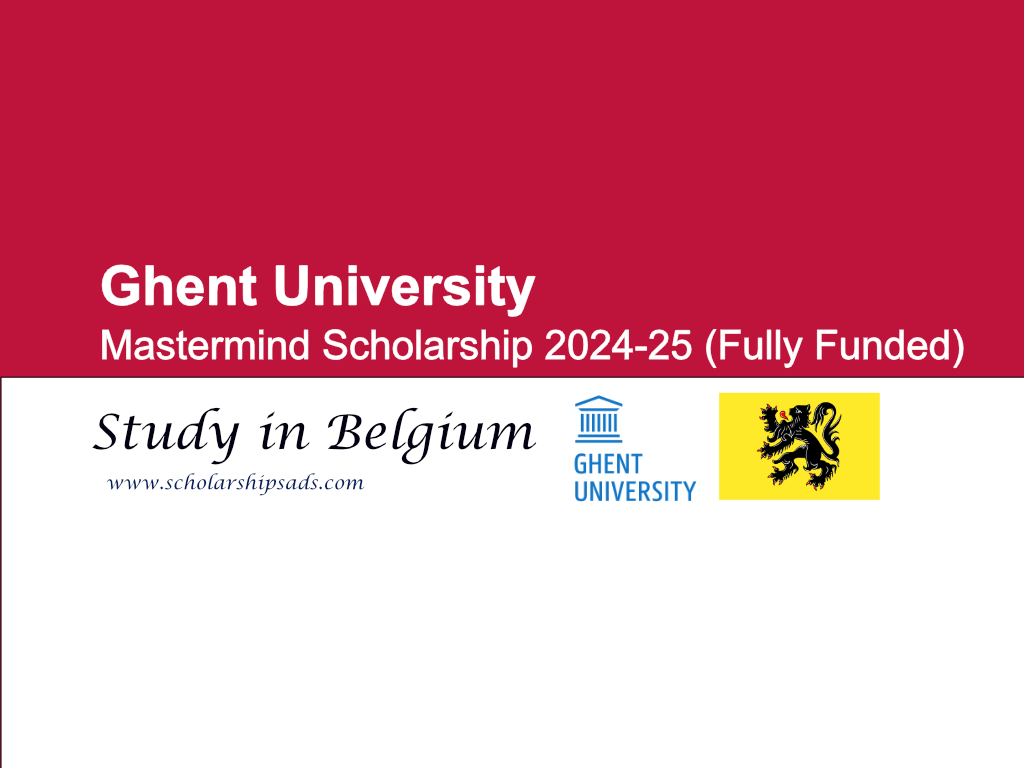 Ghent University
Mastermind Scholarship 2024-25 (Fully Funded)
Study in Belgium
www.scholarshipsads.com
GHENT
UNIVERSITY